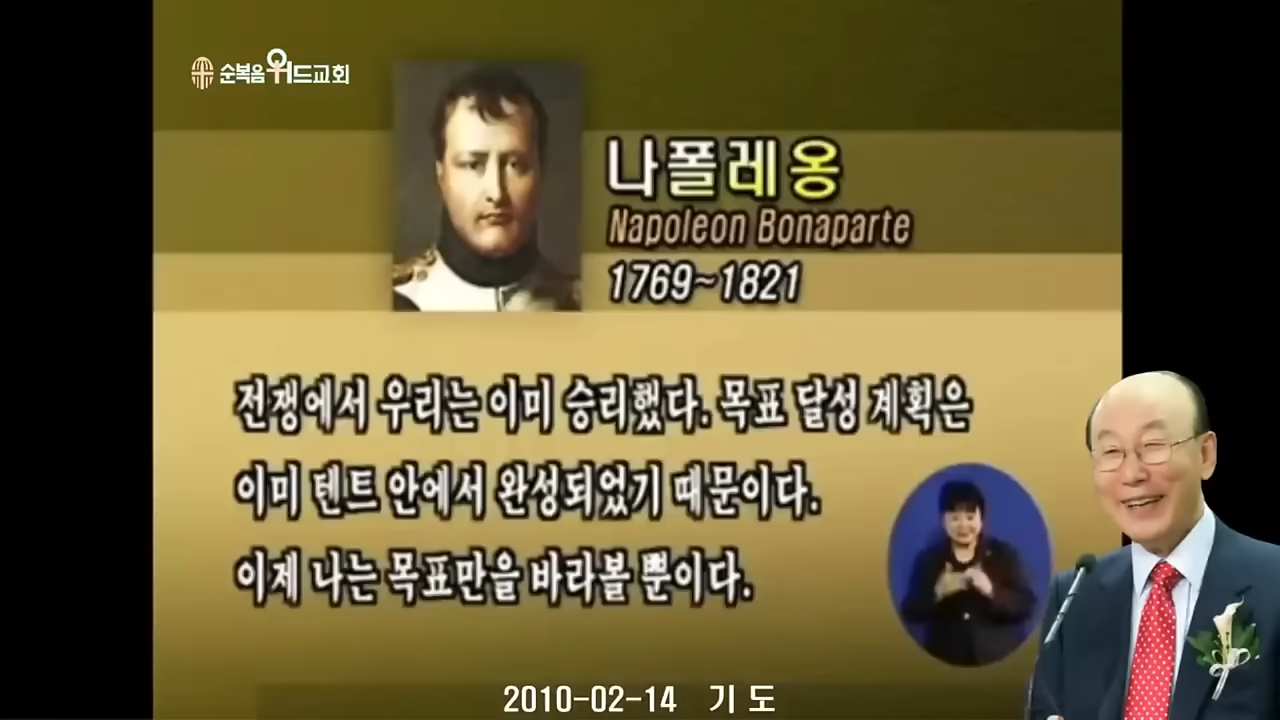 순복음워드교회
나폴레옹
Napoleon Bonaparte
1769~1821
전쟁에서 우리는 이미 승리했다. 목표 달성 계획은
이미 텐트 안에서 완성되었기 때문이다.
이제 나는 목표만을 바라볼 뿐이다.
2010-02-14 기도